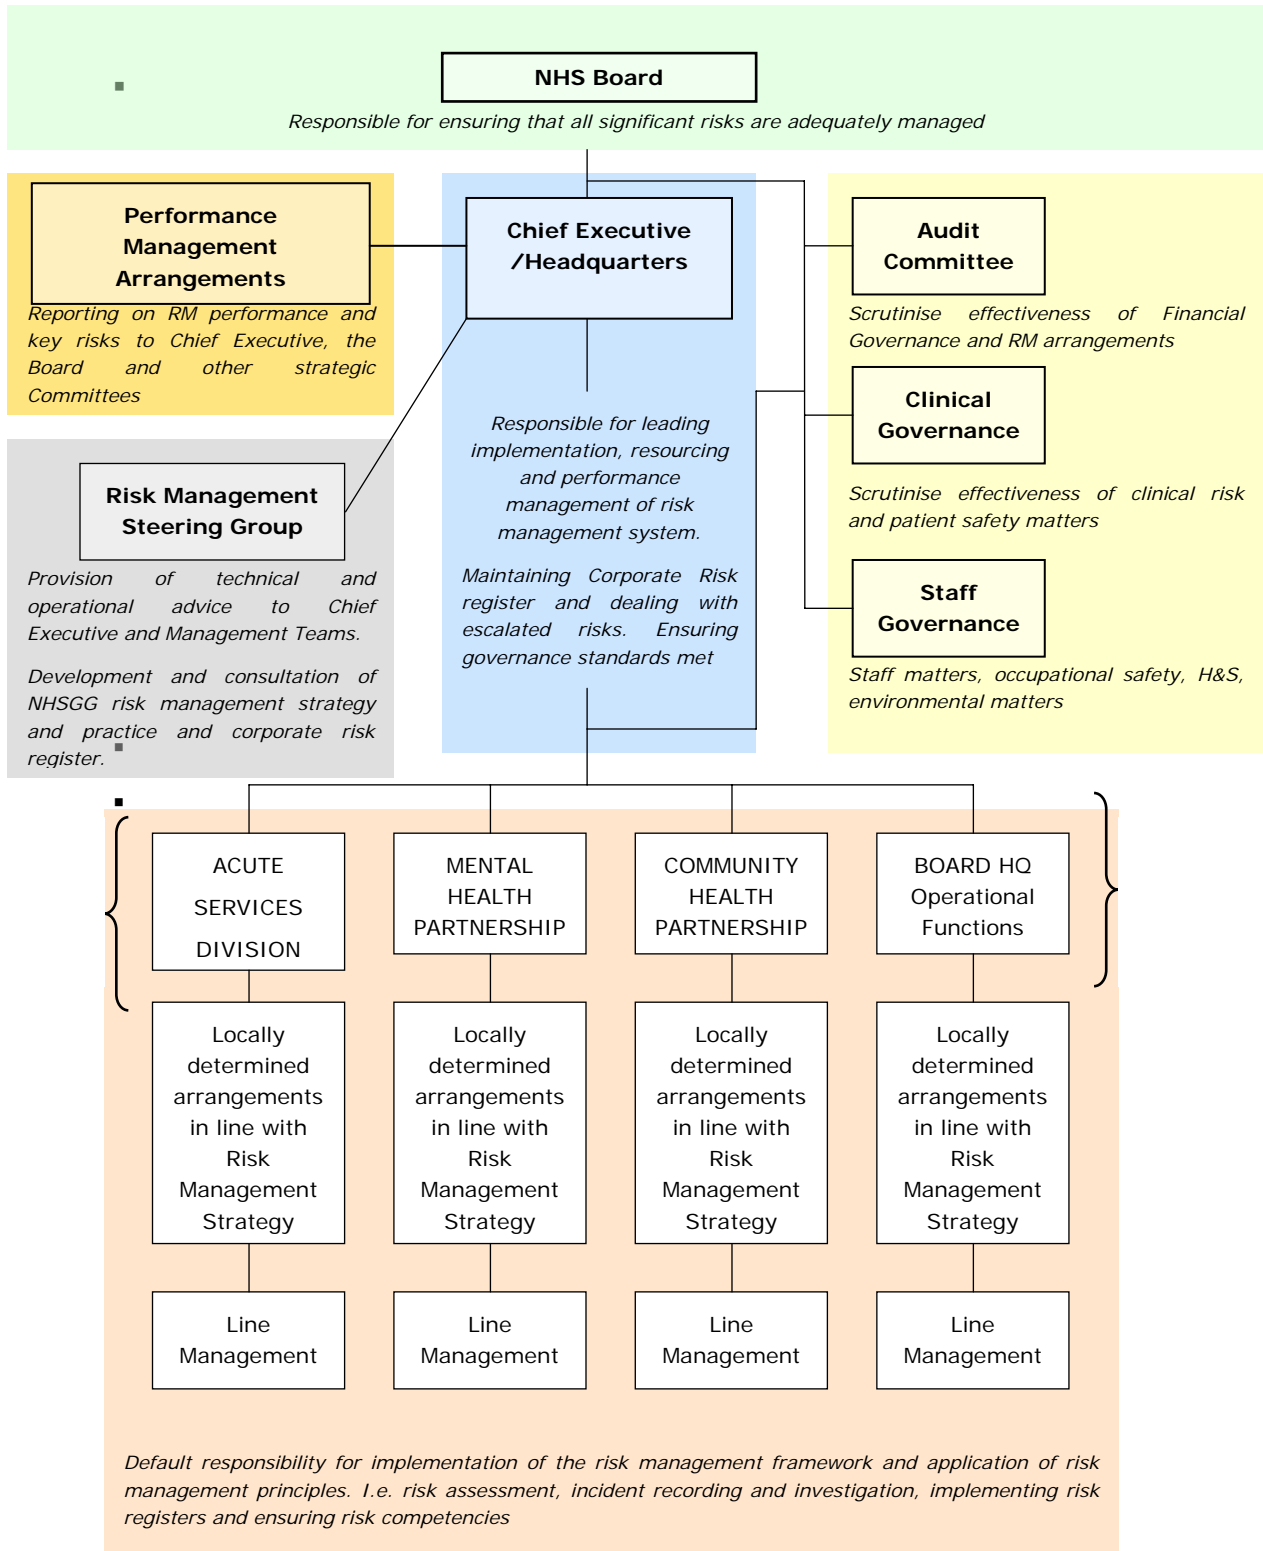 NHS Board
Responsible for ensuring that all significant risks are adequately managed
Performance
Management
Arrangements
Reporting on RM performance and
key risks to Chief Executive, the
Board and other strategic
Committees
Chief Executive
/Headquarters
Responsible for leading
implementation, resourcing
and performance
management of risk
management system.
Maintaining Corporate Risk
register and dealing with
escalated risks. Ensuring
governance standards met
Audit
Committee
Scrutinise effectiveness of Financial
Governance and RM arrangements
Clinical
Governance
Scrutinise effectiveness of clinical risk
and patient safety matters
Staff
Governance
Staff matters, occupational safety, H&S,
environmental matters
Risk Management
Steering Group
Provision of technical and
operational advice to Chief
Executive and Management Teams.
Development and consultation of
NHSGG risk management strategy
and practice and corporate risk
register.
ACUTE
SERVICES
DIVISION
MENTAL
HEALTH
PARTNERSHIP
COMMUNITY
HEALTH
PARTNERSHIP
BOARD HQ
Operational
Functions
Locally
determined
arrangements
in line with
Risk
Management
Strategy
Locally
determined
arrangements
in line with
Risk
Management
Strategy
Locally
determined
arrangements
in line with
Risk
Management
Strategy
Locally
determined
arrangements
in line with
Risk
Management
Strategy
Line
Management
Line
Management
Line
Management
Line
Management
Default responsibility for implementation of the risk management framework and application of risk
management principles. I.e. risk assessment, incident recording and investigation, implementing risk
registers and ensuring risk competencies